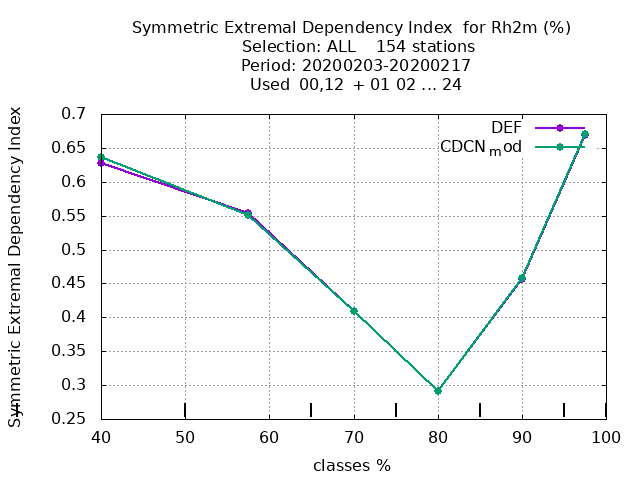 Symmetric Extremal Dependency Index for Rh2m (%)
Selection: ALL 154 stations
Period: 20200203-20200217
Used 00,12 + 01 02 ... 24
Symmetric Extremal Dependency Index
0.7
0.65
0.6
0.55
0.5
0.45
0.4
0.35
0.3
0.25
DEF
CDCNmod
40 50 60 70 80 90 100
classes %